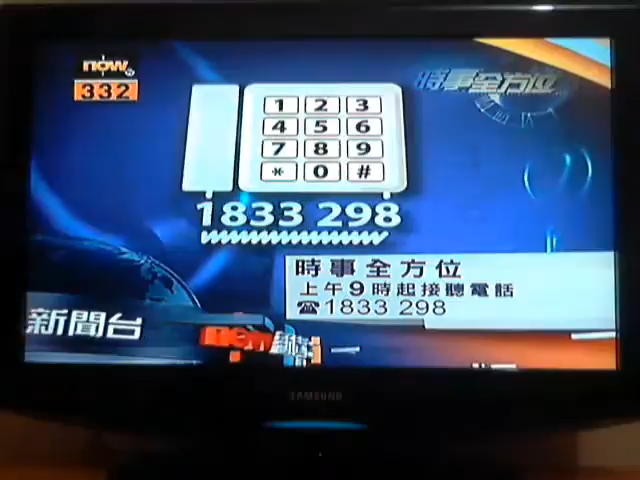 now
332
時事全方位
1 2 3
4 5 6
7 8 9
* 0 #
1833 298
時事全方位
上午9時起接聽電話
☎1833 298
新聞台
now
SAMSUNG